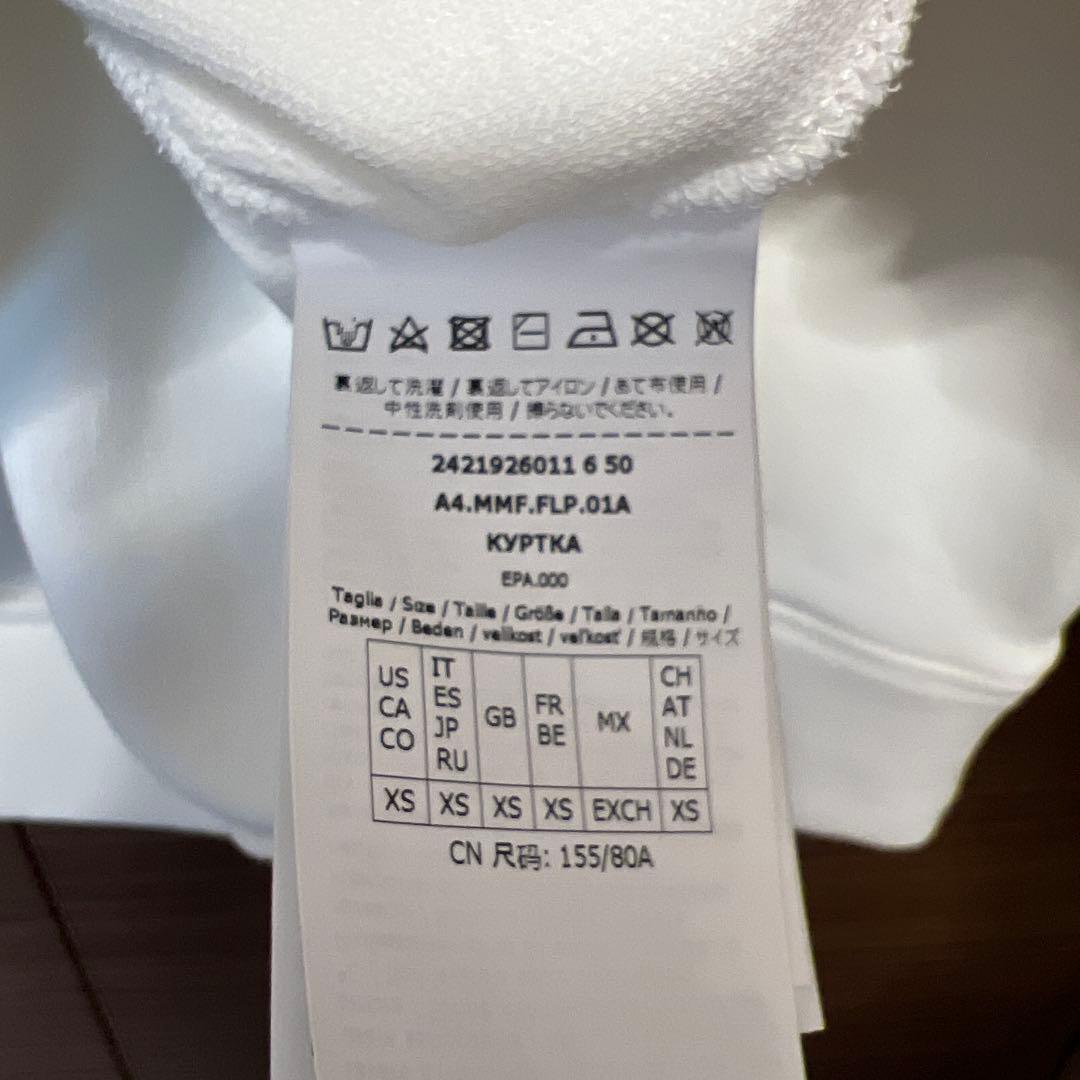 裏返して洗濯 / 裏返してアイロン / あて布使用 /
中性洗剤使用 / 搾らないでください。
2421926011 6 50
A4.MMF.FLP.01A
КУРТКА
EPA.000
Taglia / Size / Taille / Größe / Talla / Tamanho /
Размер / Beden / velikost / veľkosť / 規格 / サイズ
US CA CO
IT ES JP RU
GB
FR BE
MX
CH AT NL DE
XS XS XS XS EXCH XS
CN 尺码: 155/80A